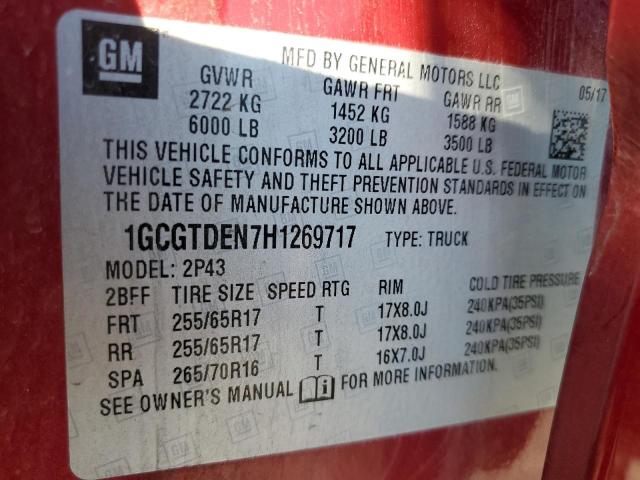 GM
MFD BY GENERAL MOTORS LLC
05/17
GVWR GAWR FRT GAWR RR
2722 KG 1452 KG 1588 KG
6000 LB 3200 LB 3500 LB
THIS VEHICLE CONFORMS TO ALL APPLICABLE U.S. FEDERAL MOTOR
VEHICLE SAFETY AND THEFT PREVENTION STANDARDS IN EFFECT ON
THE DATE OF MANUFACTURE SHOWN ABOVE.
1GCGTDEN7H1269717 TYPE: TRUCK
MODEL: 2P43
2BFF TIRE SIZE SPEED RTG RIM COLD TIRE PRESSURE
FRT 255/65R17 T 17X8.0J 240KPA(35PSI)
RR 255/65R17 T 17X8.0J 240KPA(35PSI)
SPA 265/70R16 T 16X7.0J 240KPA(35PSI)
SEE OWNER'S MANUAL i FOR MORE INFORMATION.